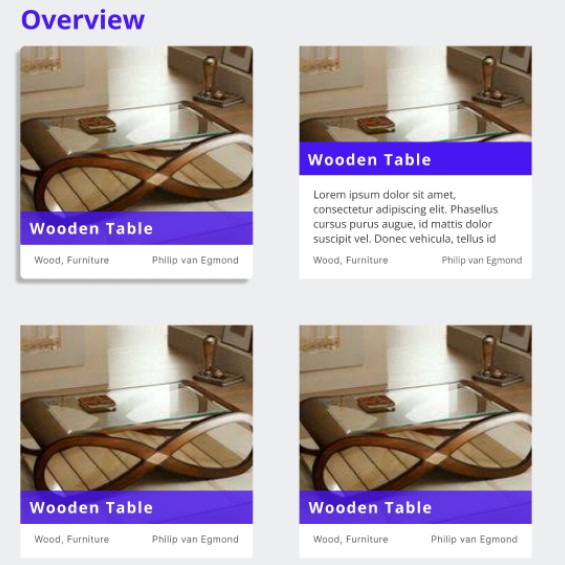 Overview
Wooden Table
Wood, Furniture Philip van Egmond
Wooden Table
Lorem ipsum dolor sit amet,
consectetur adipiscing elit. Phasellus
cursus purus augue, id mattis dolor
suscipit vel. Donec vehicula, tellus id
Wood, Furniture Philip van Egmond
Wooden Table
Wood, Furniture Philip van Egmond
Wooden Table
Wood, Furniture Philip van Egmond